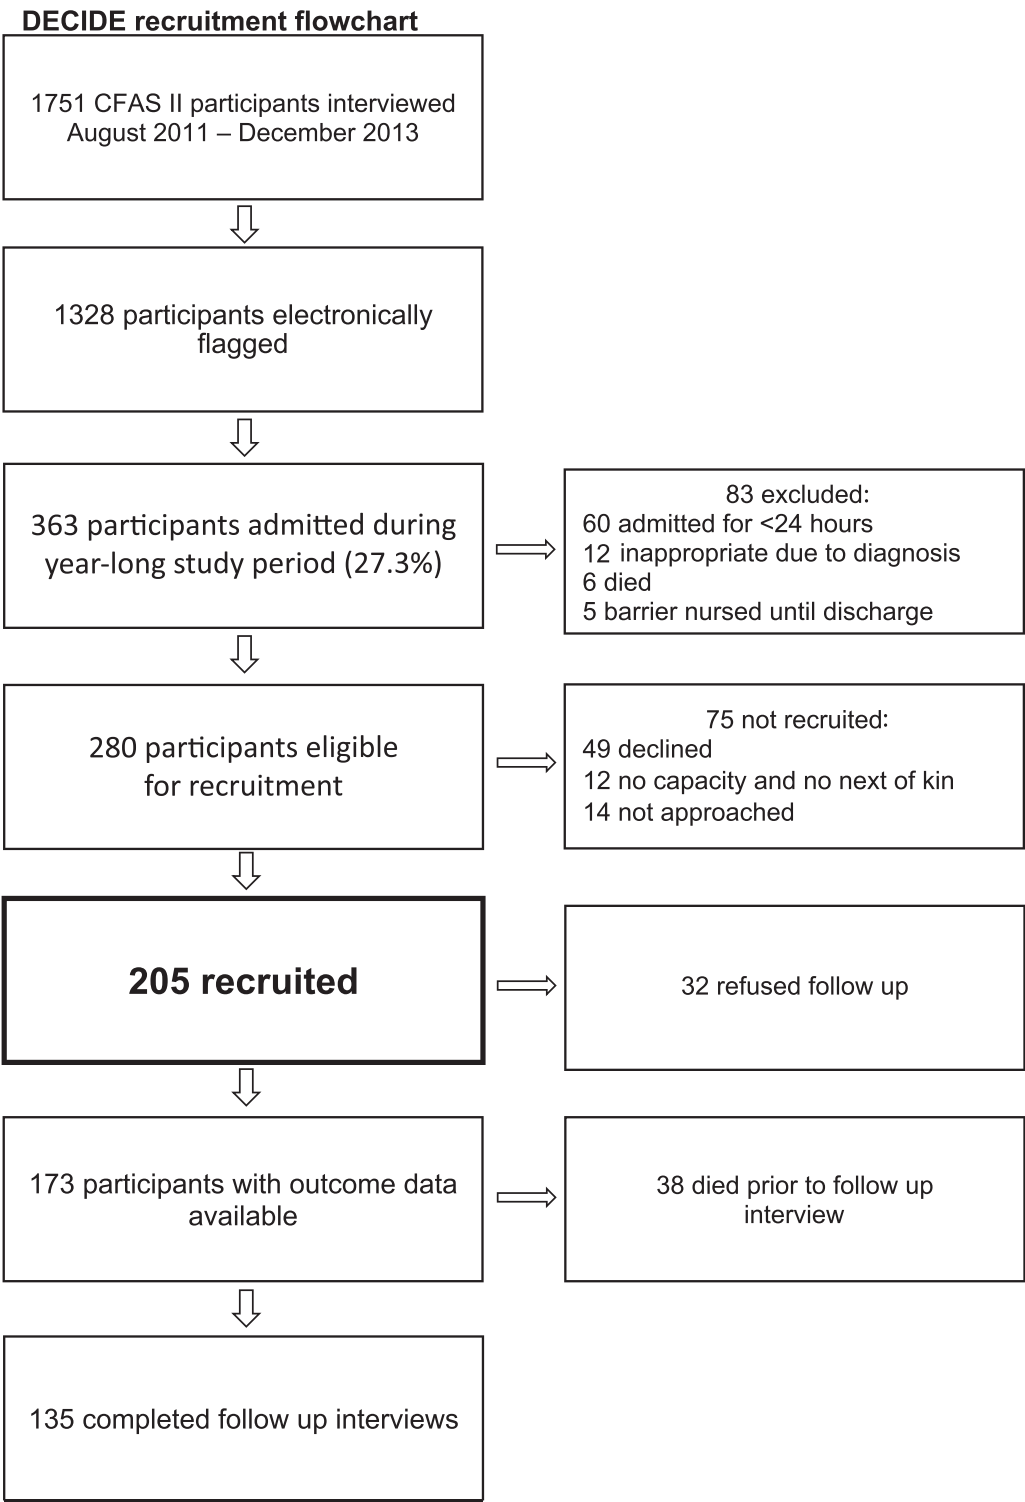 DECIDE recruitment flowchart
1751 CFAS II participants interviewed
August 2011 – December 2013
1328 participants electronically
flagged
363 participants admitted during
year-long study period (27.3%)
83 excluded:
60 admitted for <24 hours
12 inappropriate due to diagnosis
6 died
5 barrier nursed until discharge
280 participants eligible
for recruitment
75 not recruited:
49 declined
12 no capacity and no next of kin
14 not approached
205 recruited
32 refused follow up
173 participants with outcome data
available
38 died prior to follow up
interview
135 completed follow up interviews